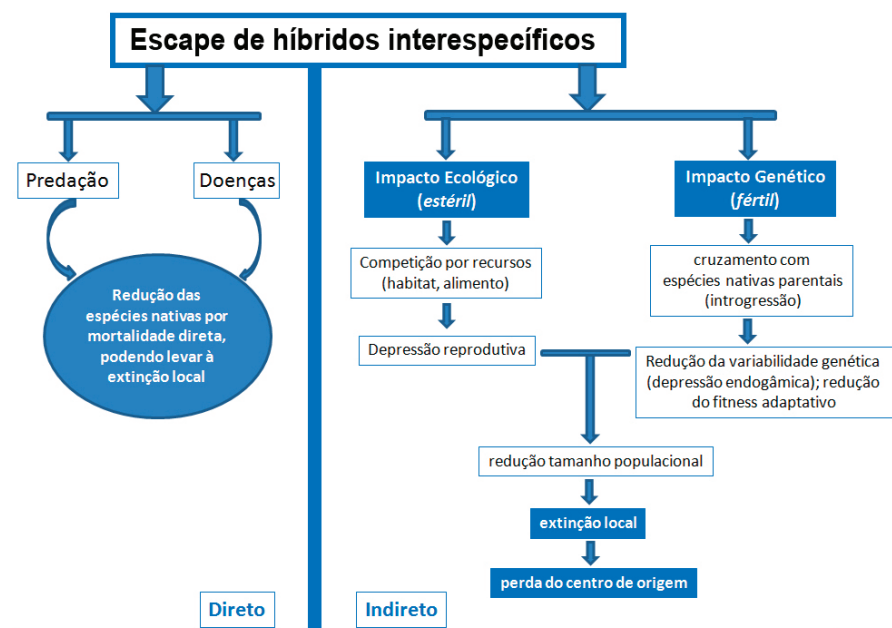 Escape de híbridos interespecíficos
Predação
Doenças
Redução das
espécies nativas por
mortalidade direta,
podendo levar à
extinção local
Direto
Impacto Ecológico
(estéril)
Competição por recursos
(habitat, alimento)
Depressão reprodutiva
Impacto Genético
(fértil)
cruzamento com
espécies nativas parentais
(introgressão)
Redução da variabilidade genética
(depressão endogâmica); redução
do fitness adaptativo
redução tamanho populacional
extinção local
perda do centro de origem
Indireto